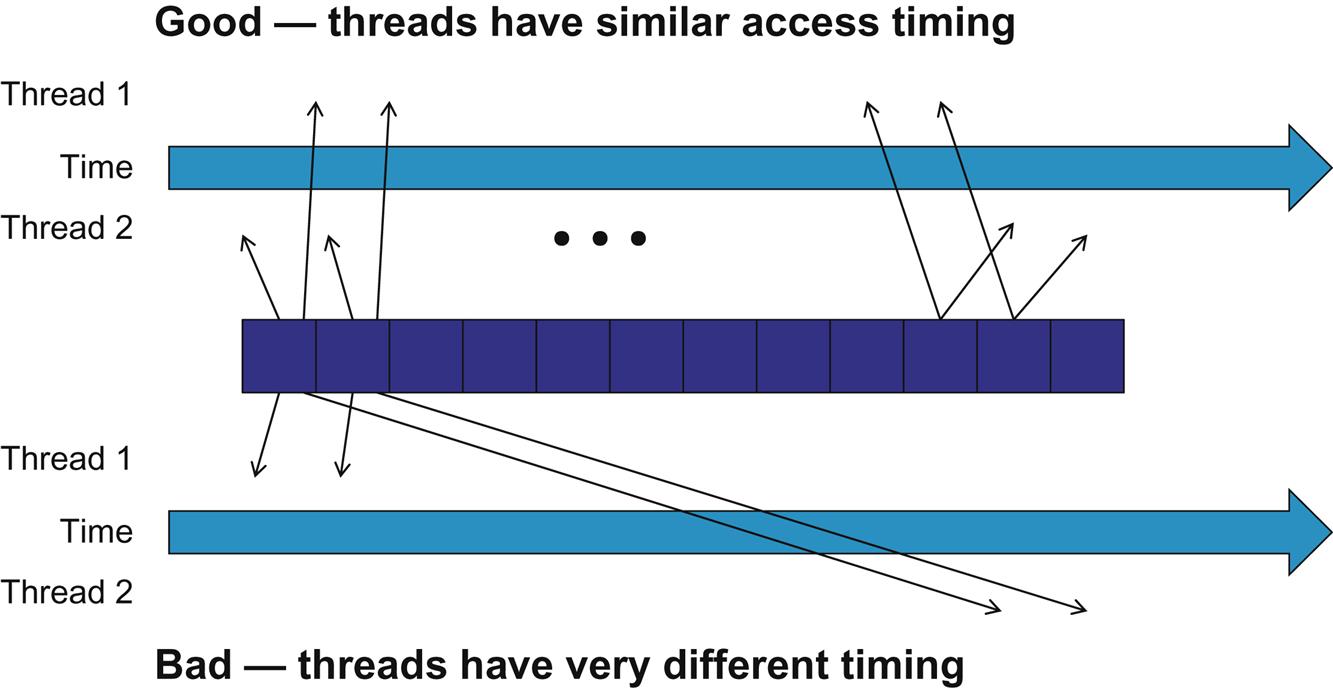 Good — threads have similar access timing
Thread 1
Time
Thread 2
Thread 1
Time
Thread 2
Bad — threads have very different timing